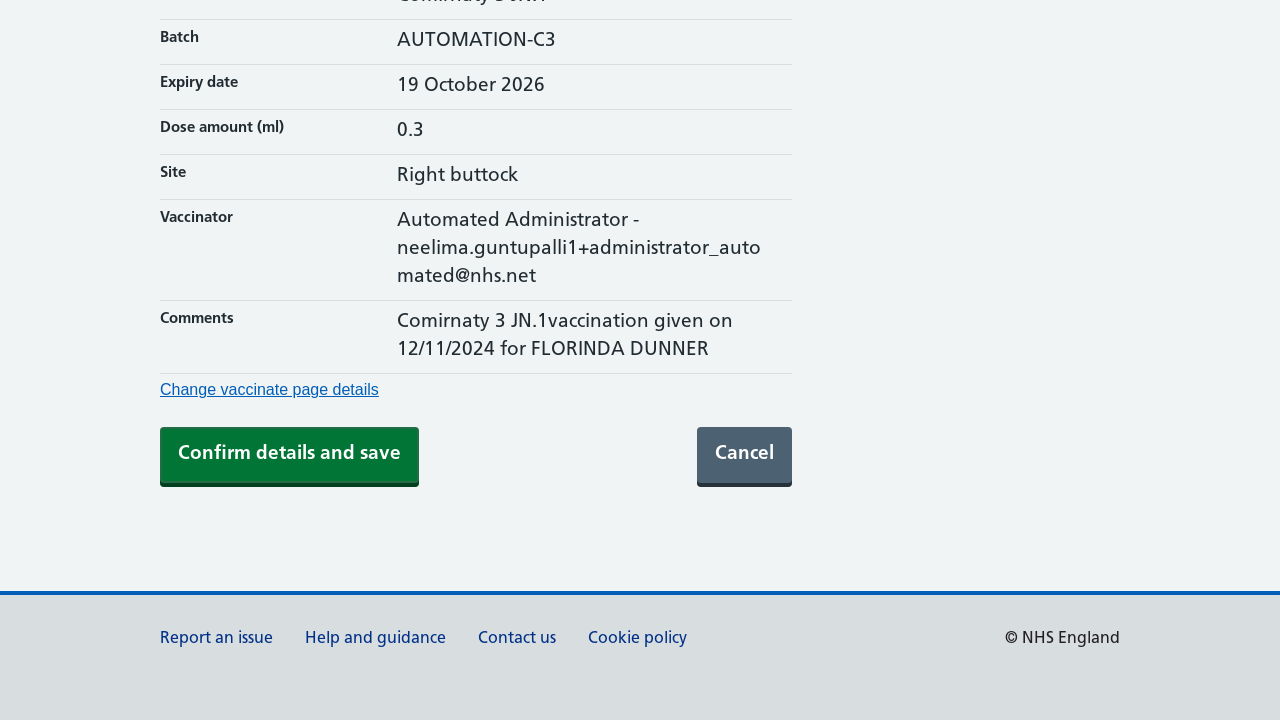 Batch
AUTOMATION-C3
Expiry date
19 October 2026
Dose amount (ml)
0.3
Site
Right buttock
Vaccinator
Automated Administrator -
neelima.guntupalli1+administrator_auto
mated@nhs.net
Comments
Comirnaty 3 JN.1vaccination given on
12/11/2024 for FLORINDA DUNNER
Change vaccinate page details
Confirm details and save
Cancel
Report an issue
Help and guidance
Contact us
Cookie policy
© NHS England